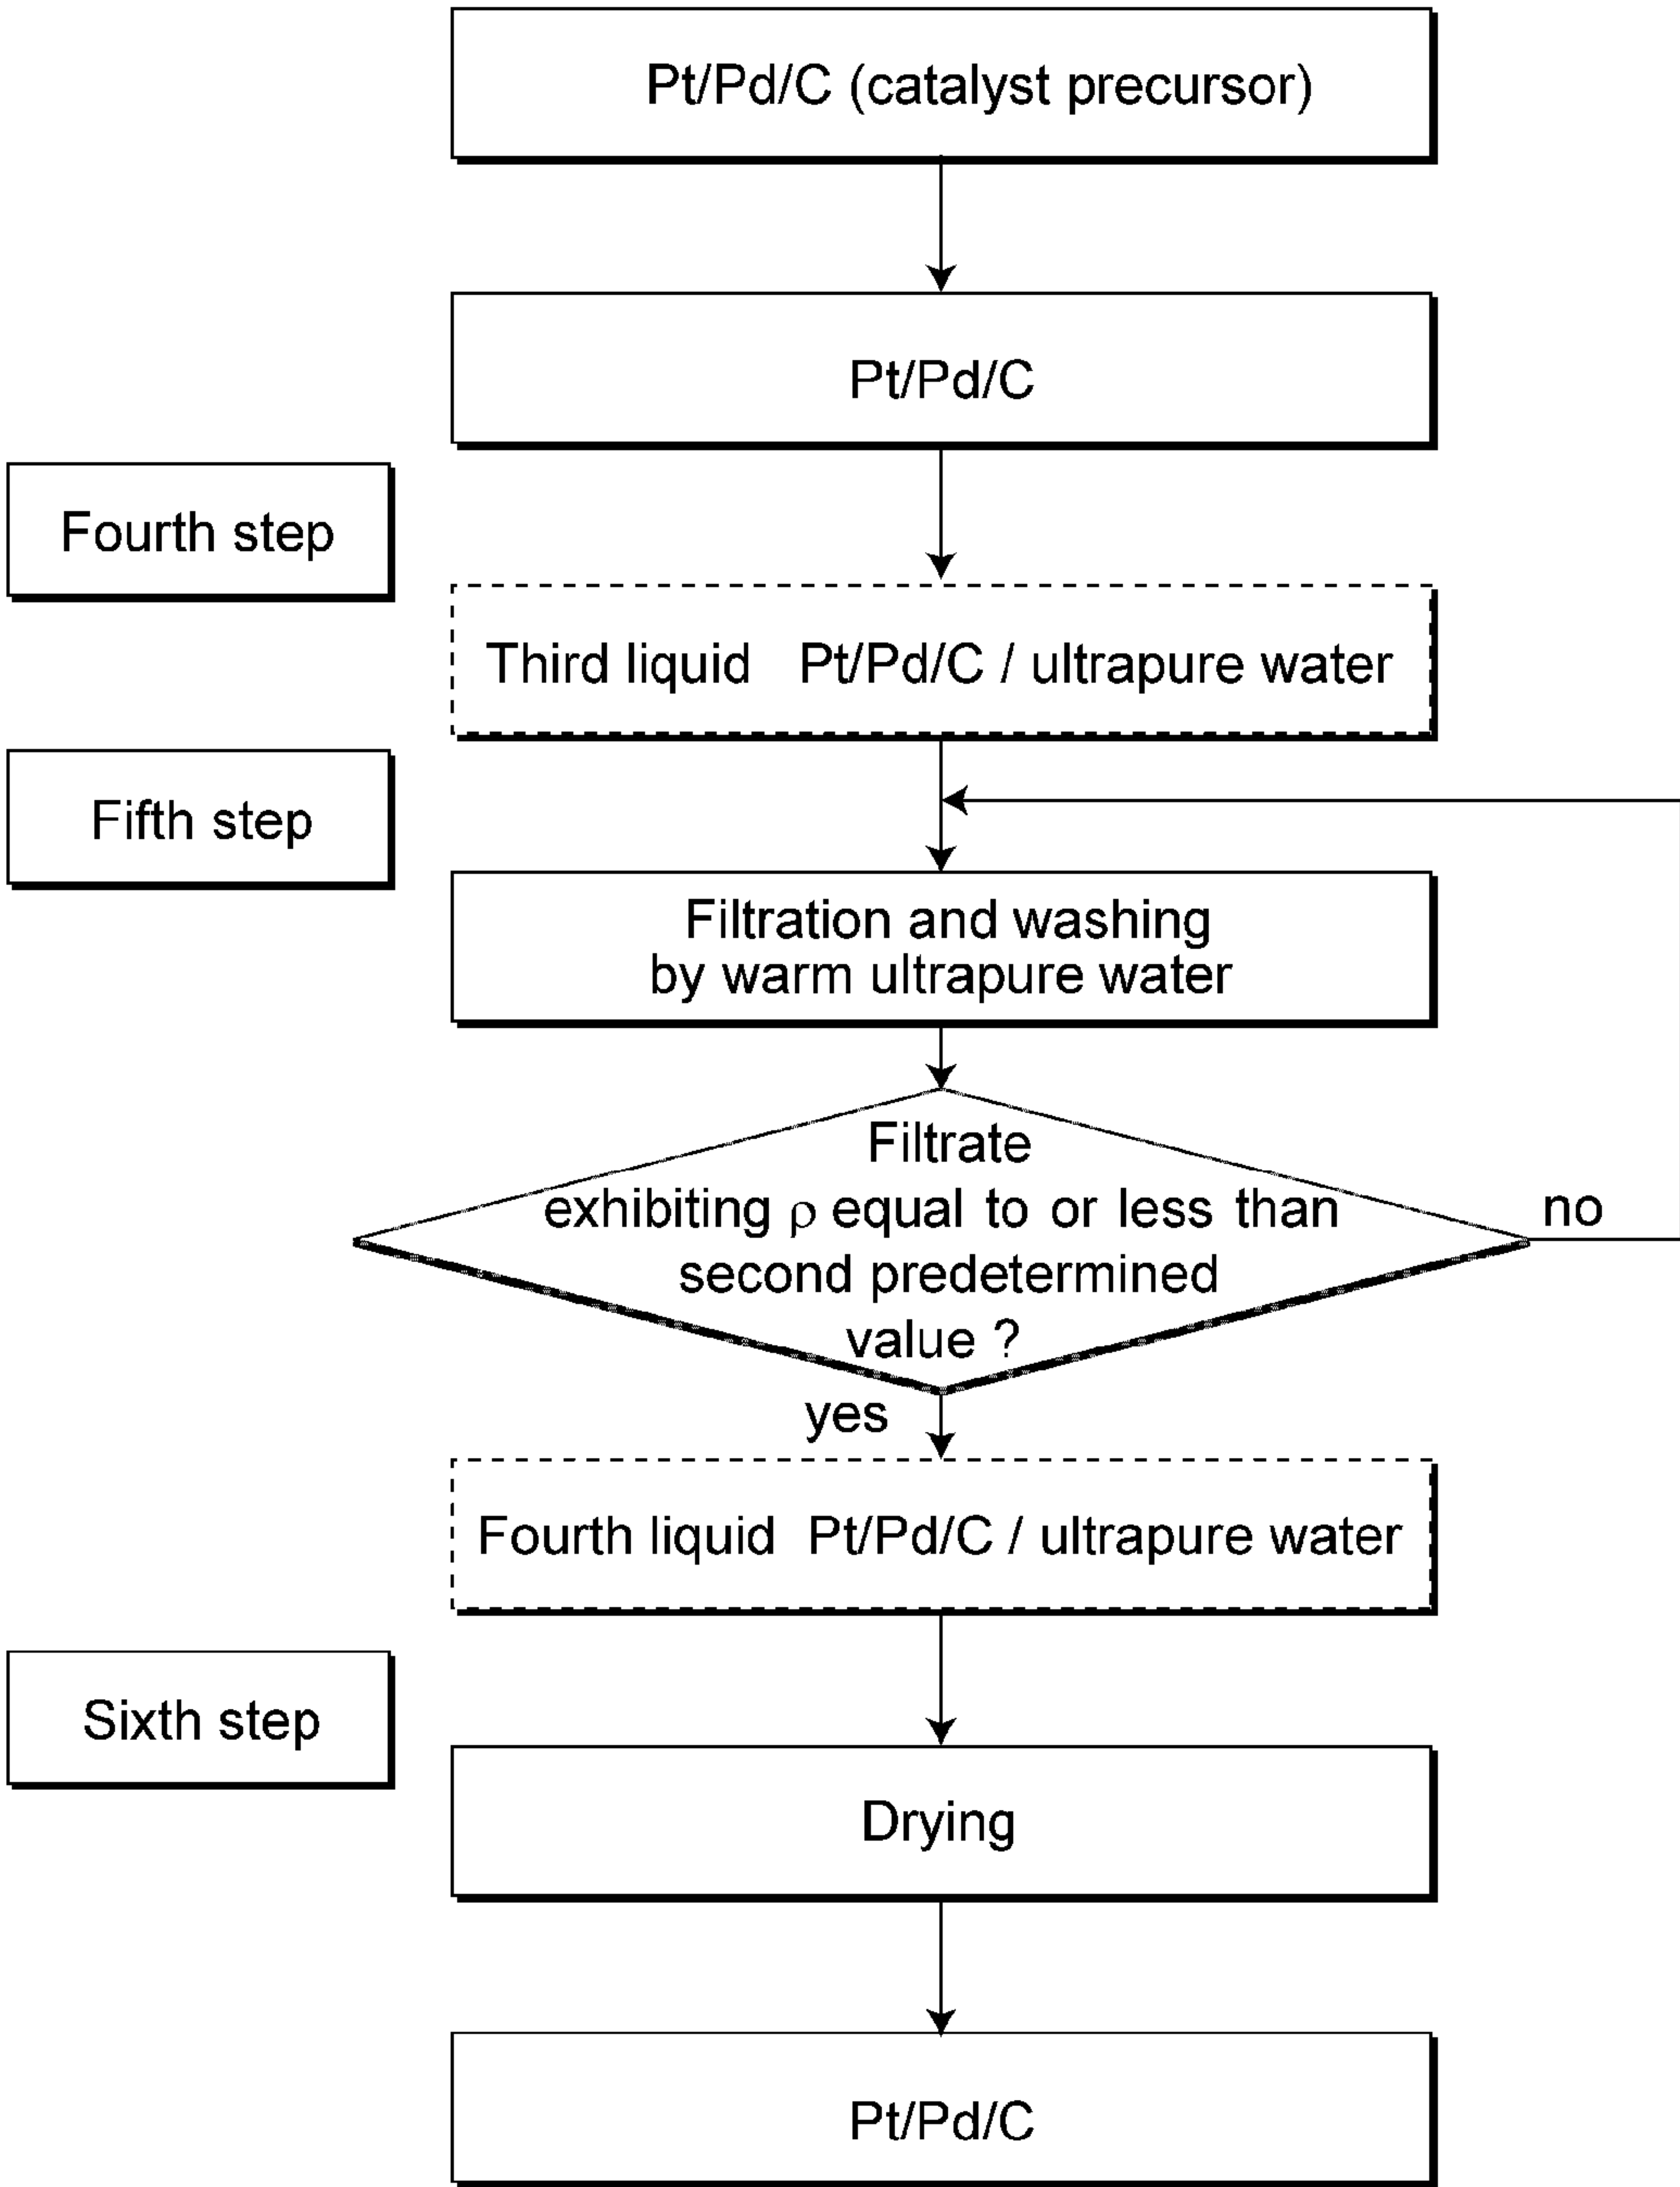 Pt/Pd/C (catalyst precursor)
Pt/Pd/C
Fourth step
Third liquid Pt/Pd/C / ultrapure water
Fifth step
Filtration and washing
by warm ultrapure water
Filtrate
exhibiting ρ equal to or less than
second predetermined
value ?
no
yes
Fourth liquid Pt/Pd/C / ultrapure water
Sixth step
Drying
Pt/Pd/C